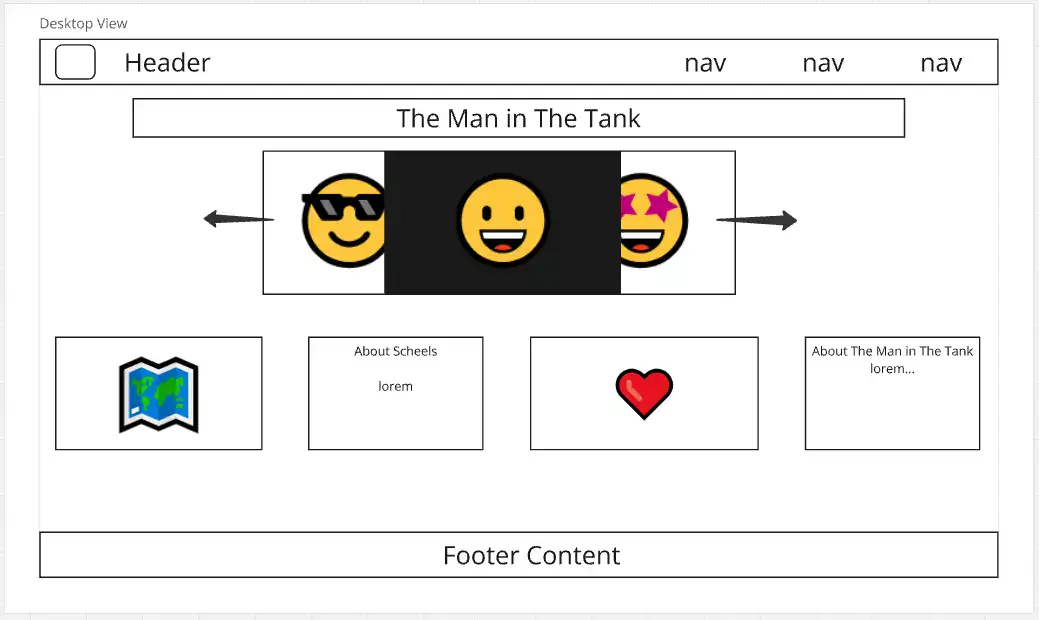 Desktop View
Header
nav
nav
nav
The Man in The Tank
About Scheels
lorem
About The Man in The Tank
lorem...
Footer Content